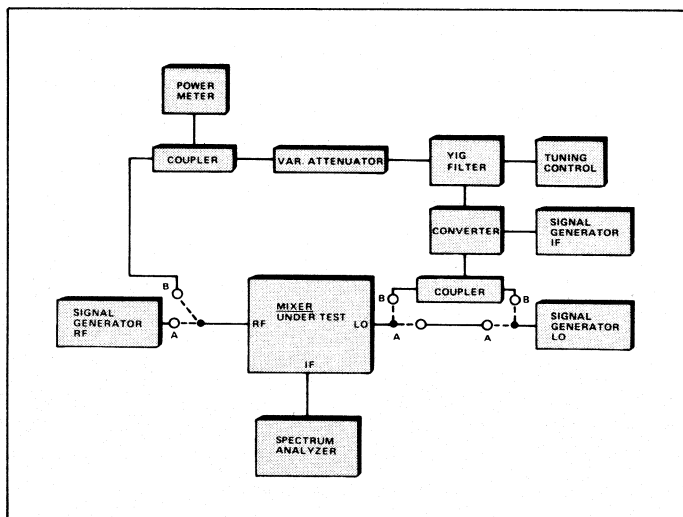 POWER
METER
COUPLER
VAR. ATTENUATOR
YIG
FILTER
TUNING
CONTROL
CONVERTER
SIGNAL
GENERATOR
IF
COUPLER
B
B
B
SIGNAL
GENERATOR
RF
A
RF
MIXER
UNDER TEST
LO
IF
A
A
SIGNAL
GENERATOR
LO
SPECTRUM
ANALYZER